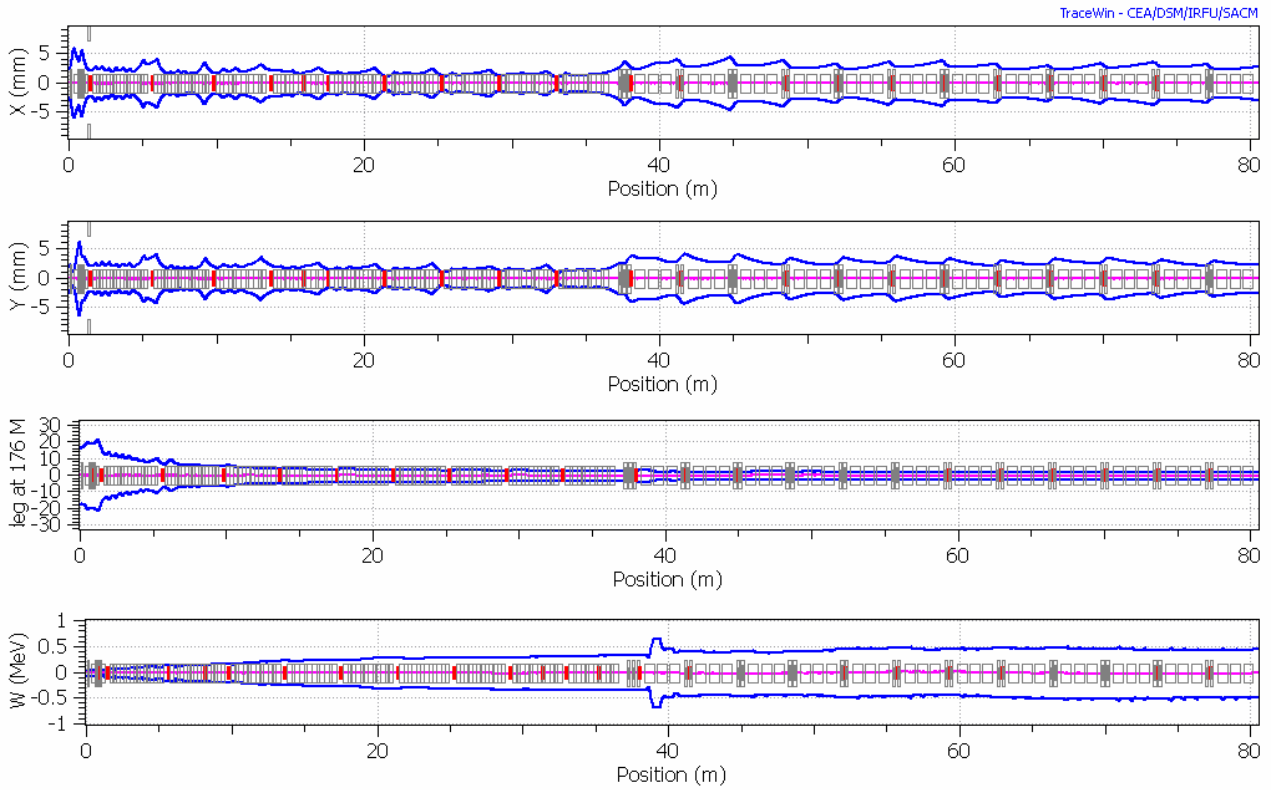 TraceWin - CEA/DSM/IRFU/SACM
X (mm)
5
0
-5
0 20 40 60 80
Position (m)
Y (mm)
5
0
-5
0 20 40 60 80
Position (m)
leg at 176 M
30
20
10
0
-10
-20
-30
0 20 40 60 80
Position (m)
W (MeV)
1
0.5
0
-0.5
-1
0 20 40 60 80
Position (m)